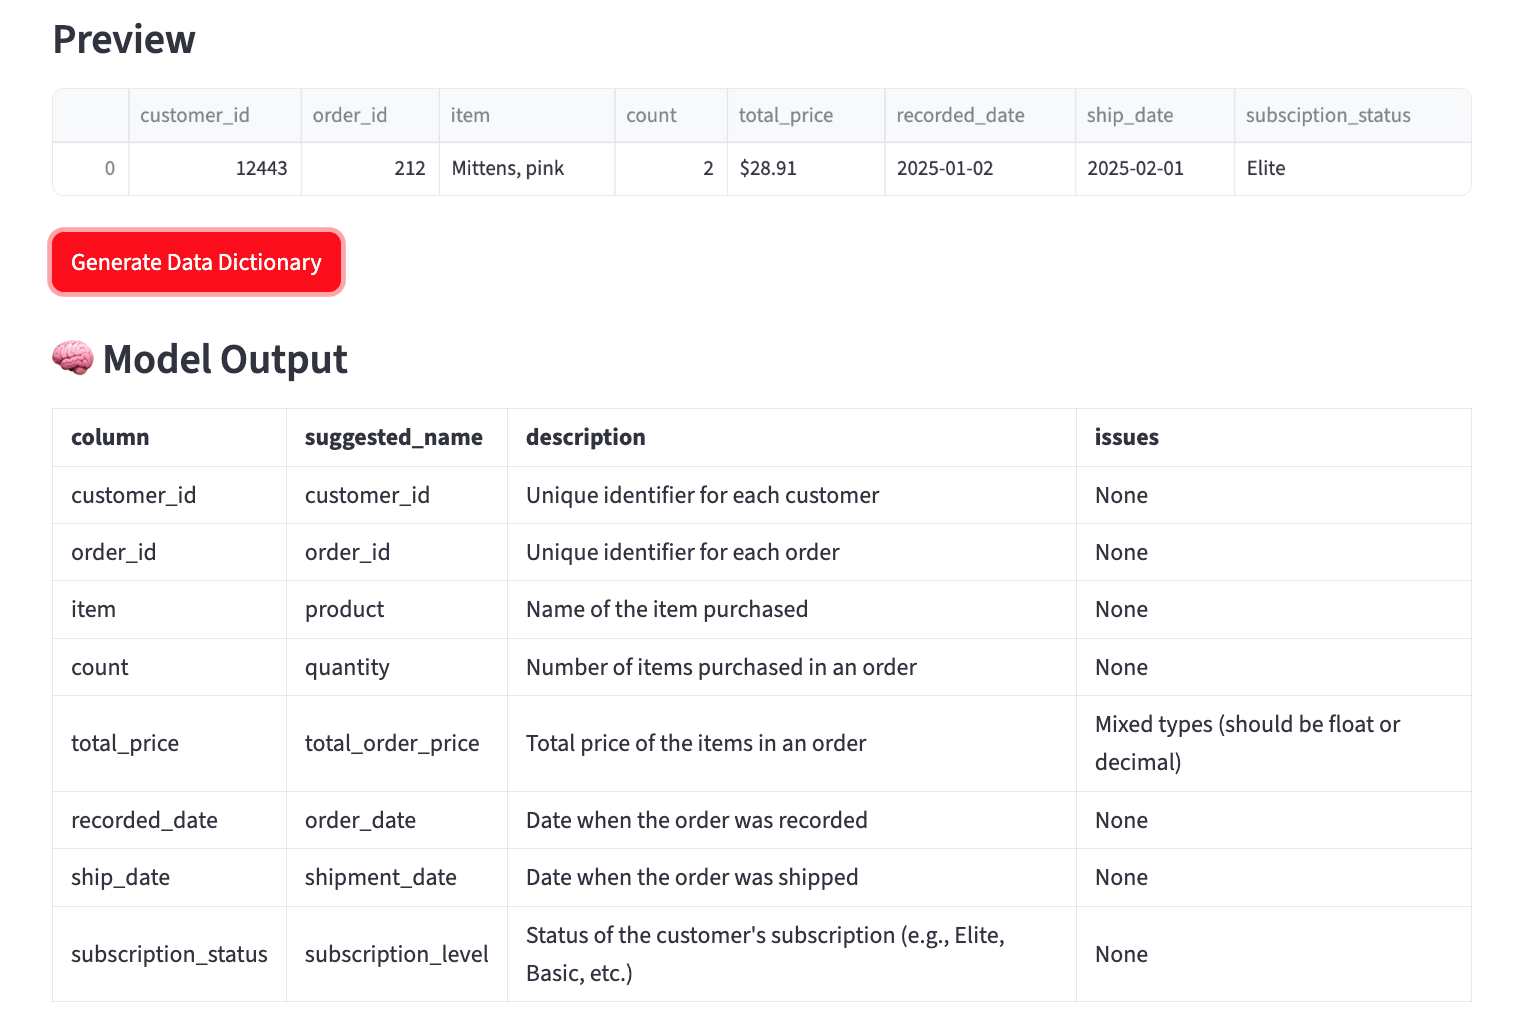 Preview
customer_id order_id item count total_price recorded_date ship_date subsciption_status
0 12443 212 Mittens, pink 2 $28.91 2025-01-02 2025-02-01 Elite
Generate Data Dictionary
🧠 Model Output
column suggested_name description issues
customer_id customer_id Unique identifier for each customer None
order_id order_id Unique identifier for each order None
item product Name of the item purchased None
count quantity Number of items purchased in an order None
total_price total_order_price Total price of the items in an order Mixed types (should be float or
decimal)
recorded_date order_date Date when the order was recorded None
ship_date shipment_date Date when the order was shipped None
subscription_status subscription_level Status of the customer's subscription (e.g., Elite,
Basic, etc.) None